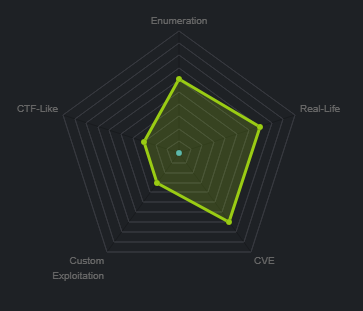 Enumeration
CTF-Like
Real-Life
Custom
Exploitation
CVE